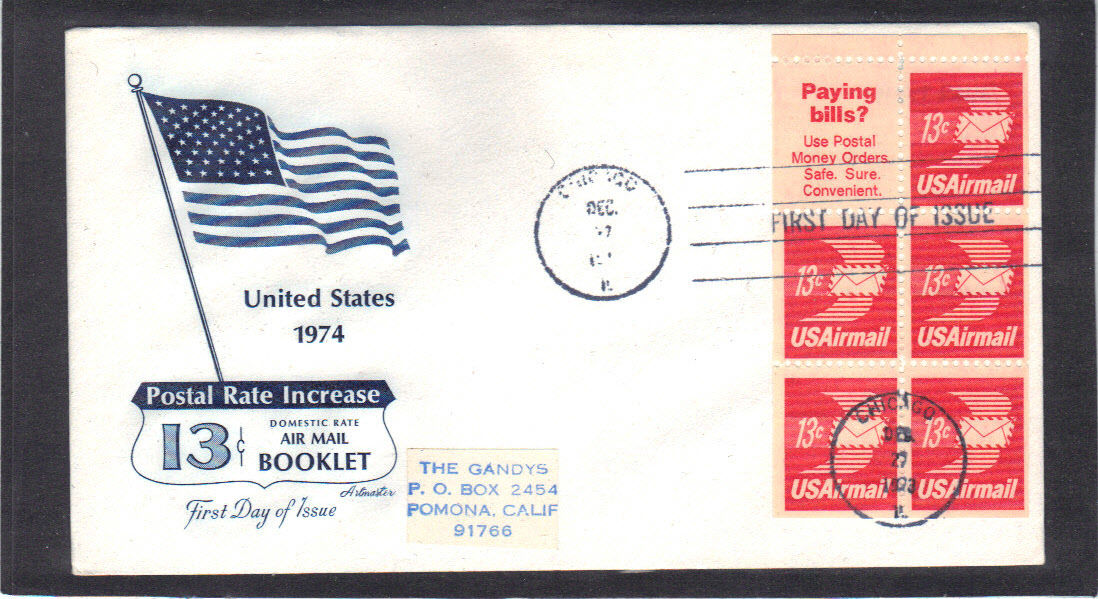 United States
1974
Postal Rate Increase
13¢
DOMESTIC RATE
AIR MAIL
BOOKLET
Artmaster
First Day of Issue
THE GANDYS
P. O. BOX 2454
POMONA, CALIF
91766
CHICAGO
DEC.
FIRST DAY OF ISSUE
Paying
bills?
Use Postal
Money Orders.
Safe. Sure.
Convenient.
13c
USAirmail
13c
USAirmail
13c
USAirmail
13c
USAirmail
13c
USAirmail
CHICAGO
DEC.
27